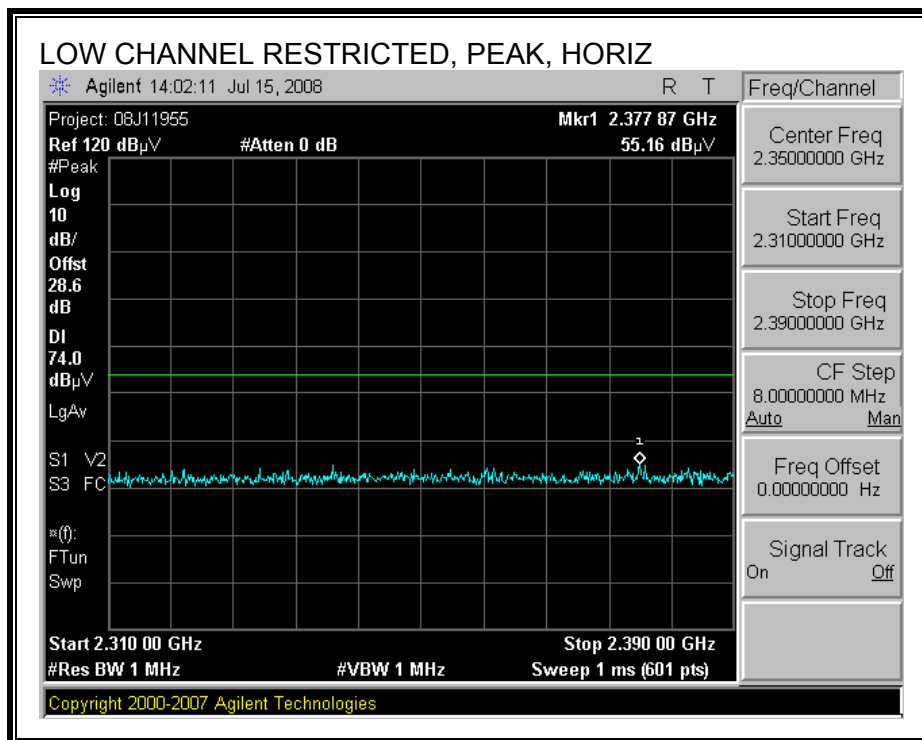 LOW CHANNEL RESTRICTED, PEAK, HORIZ
Agilent 14:02:11 Jul 15, 2008 R T
Project: 08J11955 Mkr1 2.377 87 GHz
Ref 120 dBµV #Atten 0 dB 55.16 dBµV
#Peak
Log
10
dB/
Offst
28.6
dB
DI
74.0
dBµV
LgAv
1
S1 V2
S3 FC
¤(f):
FTun
Swp
Start 2.310 00 GHz Stop 2.390 00 GHz
#Res BW 1 MHz #VBW 1 MHz Sweep 1 ms (601 pts)
Copyright 2000-2007 Agilent Technologies
Freq/Channel
Center Freq
2.35000000 GHz
Start Freq
2.31000000 GHz
Stop Freq
2.39000000 GHz
CF Step
8.00000000 MHz
Auto Man
Freq Offset
0.00000000 Hz
Signal Track
On Off